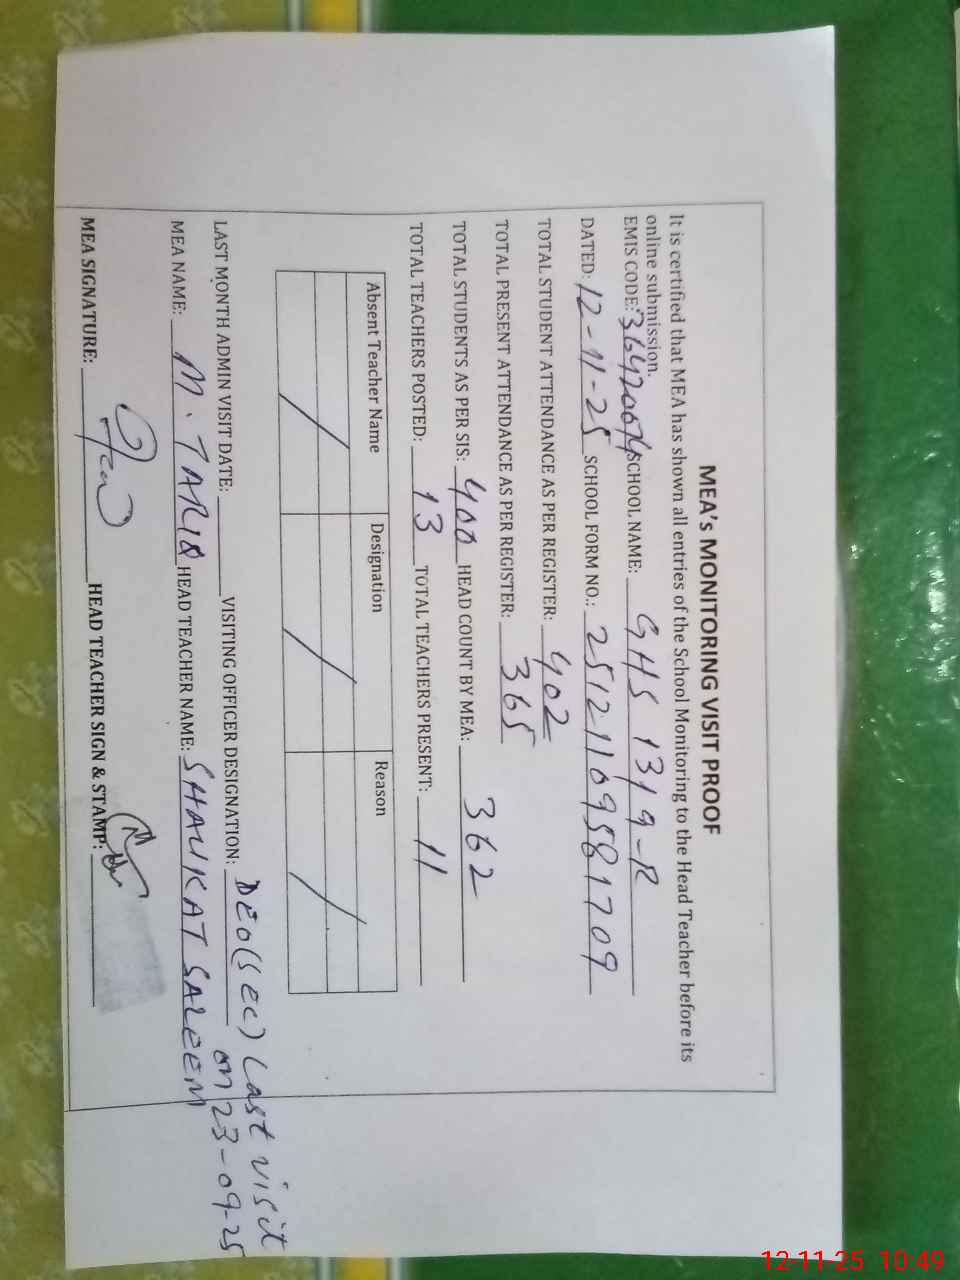 MEA's MONITORING VISIT PROOF
It is certified that MEA has shown all entries of the School Monitoring to the Head Teacher before its
online submission.
EMIS CODE: 36420074 SCHOOL NAME: GHS 1319-R
DATED: 12-11-25 SCHOOL FORM NO.: 25121109581709
TOTAL STUDENT ATTENDANCE AS PER REGISTER: 402
TOTAL PRESENT ATTENDANCE AS PER REGISTER: 365
TOTAL STUDENTS AS PER SIS: 400 HEAD COUNT BY MEA: 362
TOTAL TEACHERS POSTED: 13 TOTAL TEACHERS PRESENT: 11
Absent Teacher Name Designation Reason
LAST MONTH ADMIN VISIT DATE: VISITING OFFICER DESIGNATION: DEO(SEC) Last visit
on 23-09-25
MEA NAME: M. TARIQ HEAD TEACHER NAME: SHAUKAT SALEEM
MEA SIGNATURE: HEAD TEACHER SIGN & STAMP:
12-11-25 10:49